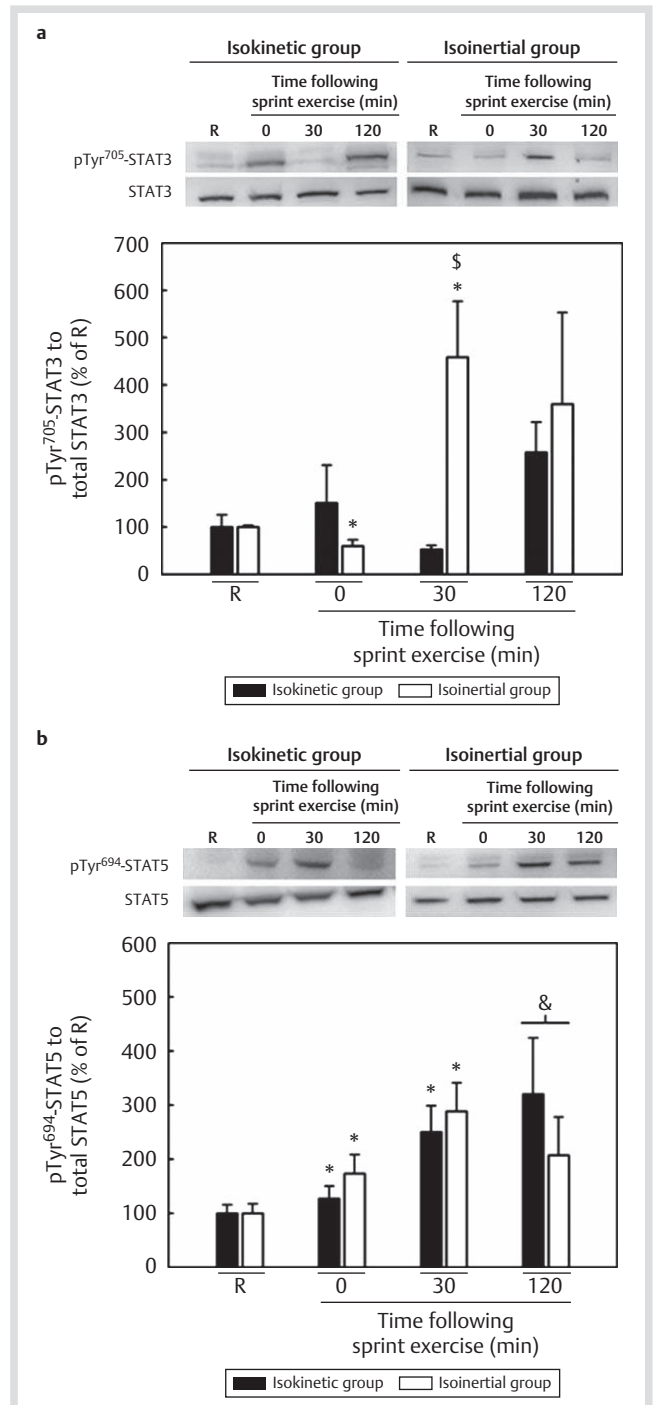 a
Isokinetic group Isoinertial group
Time following sprint exercise (min) Time following sprint exercise (min)
R 0 30 120 R 0 30 120
pTyr⁷⁰⁵-STAT3
STAT3
700
600
500
400
300
200
100
0
pTyr⁷⁰⁵-STAT3 to
total STAT3 (% of R)
$
*
*
R 0 30 120
Time following
sprint exercise (min)
Isokinetic group Isoinertial group
b
Isokinetic group Isoinertial group
Time following sprint exercise (min) Time following sprint exercise (min)
R 0 30 120 R 0 30 120
pTyr⁶⁹⁴-STAT5
STAT5
600
500
400
300
200
100
0
pTyr⁶⁹⁴-STAT5 to
total STAT5 (% of R)
&
* *
* *
R 0 30 120
Time following
sprint exercise (min)
Isokinetic group Isoinertial group